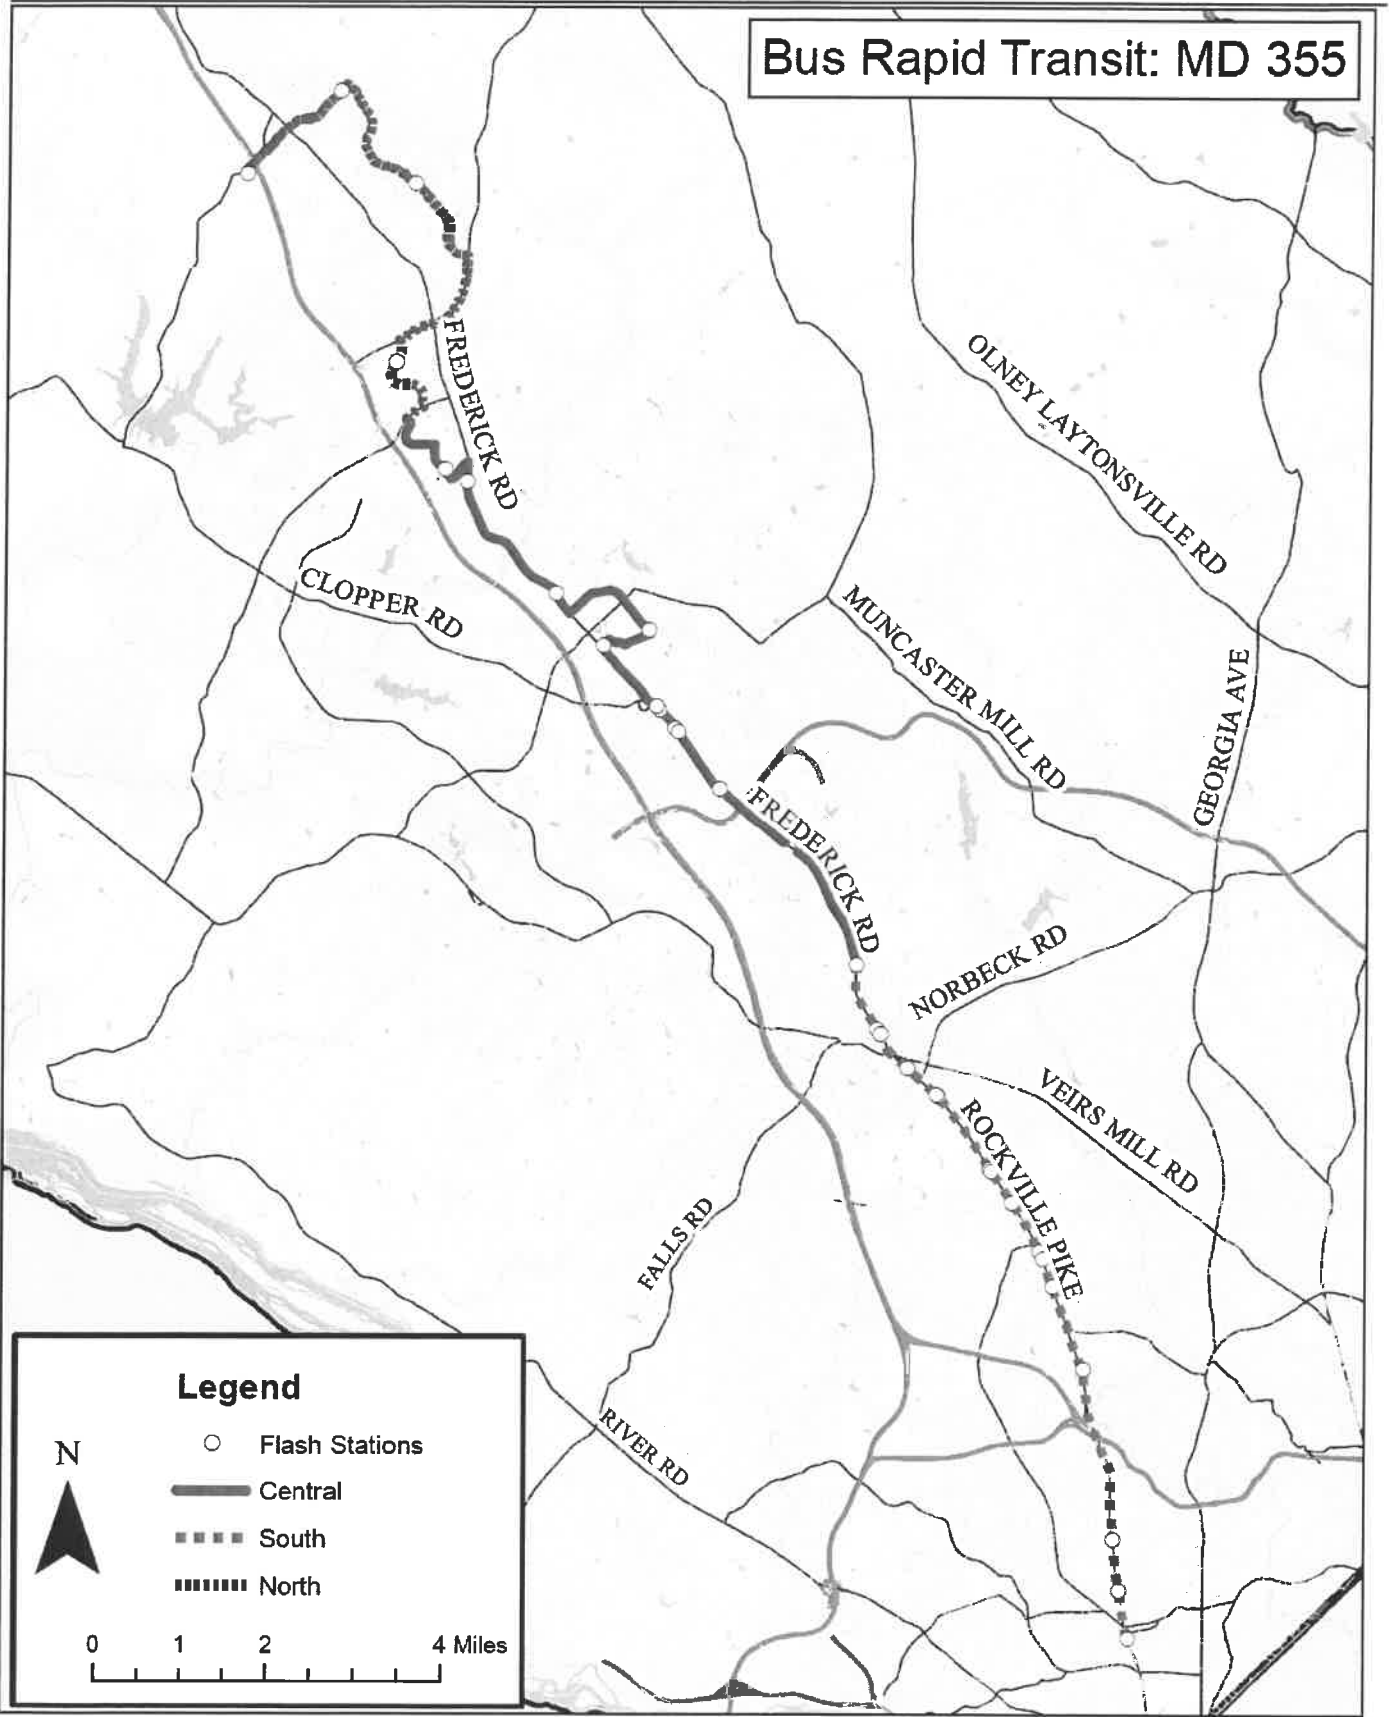 Bus Rapid Transit: MD 355
FREDERICK RD
OLNEY LAYTONSVILLE RD
CLOPPER RD
MUNCASTER MILL RD
GEORGIA AVE
FREDERICK RD
NORBECK RD
VEIRS MILL RD
ROCKVILLE PIKE
FALLS RD
RIVER RD
Legend
N
Flash Stations
Central
South
North
0 1 2 4 Miles